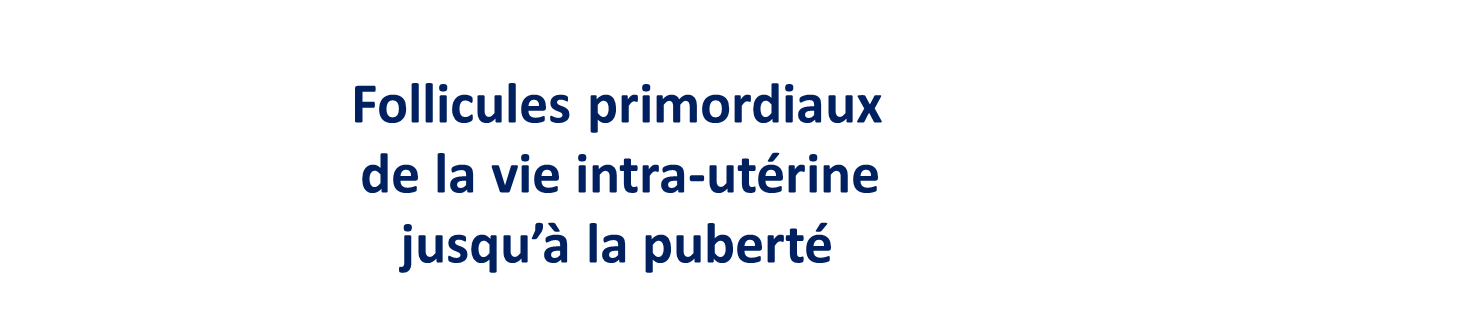 Follicules primordiaux
de la vie intra-utérine
jusqu’à la puberté